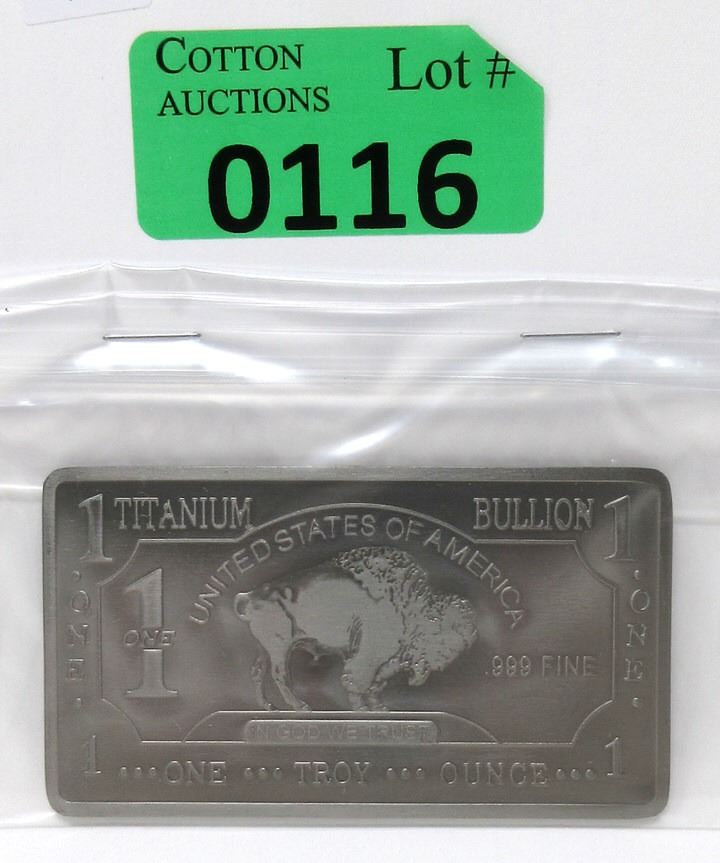 COTTON
AUCTIONS
Lot #
0116
1 TITANIUM BULLION 1
UNITED STATES OF AMERICA
ONE
1
ONE
ONE
.999 FINE
IN GOD WE TRUST
1 ...ONE ... TROY ... OUNCE... 1